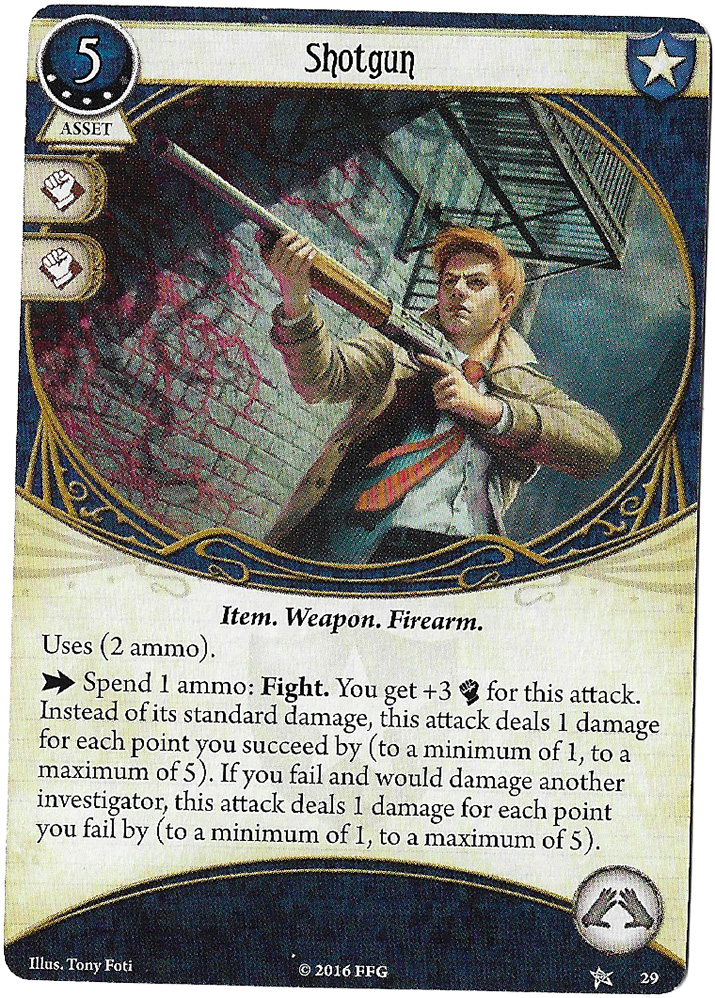 5
Shotgun
ASSET
Item. Weapon. Firearm.
Uses (2 ammo).
Spend 1 ammo: Fight. You get +3 for this attack.
Instead of its standard damage, this attack deals 1 damage
for each point you succeed by (to a minimum of 1, to a
maximum of 5). If you fail and would damage another
investigator, this attack deals 1 damage for each point
you fail by (to a minimum of 1, to a maximum of 5).
Illus. Tony Foti
© 2016 FFG
29